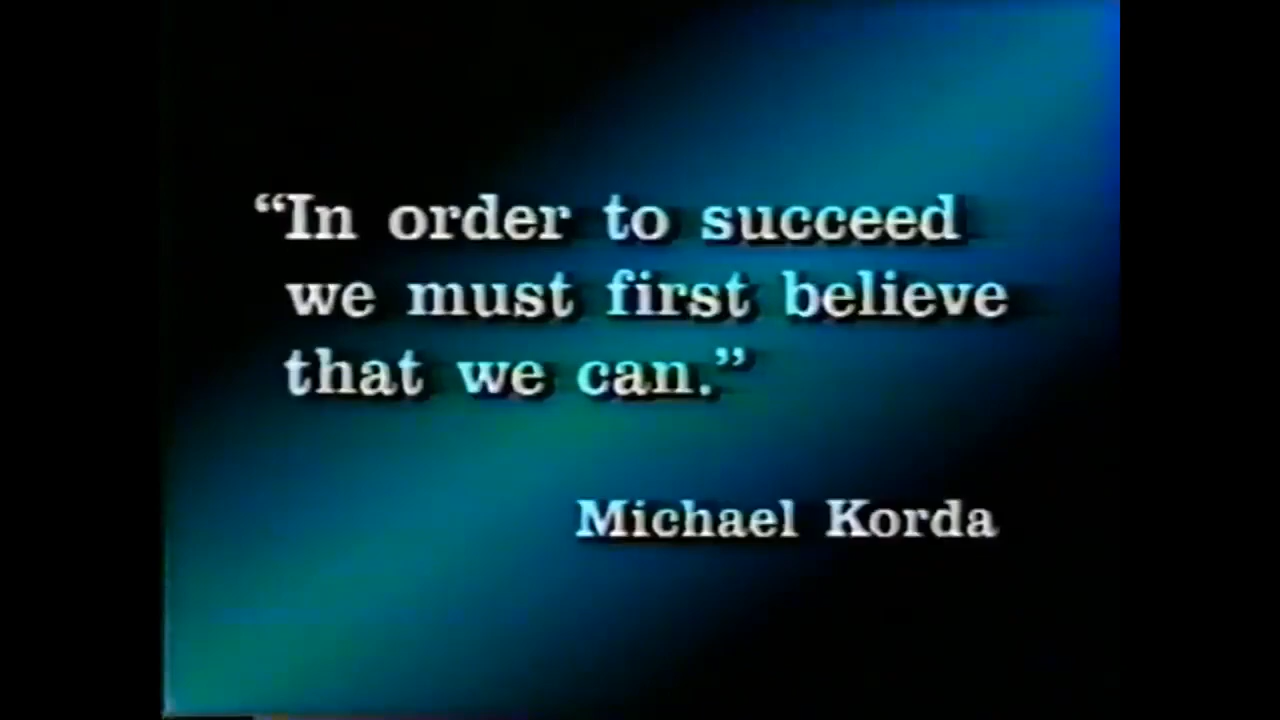 “In order to succeed
we must first believe
that we can.”
Michael Korda